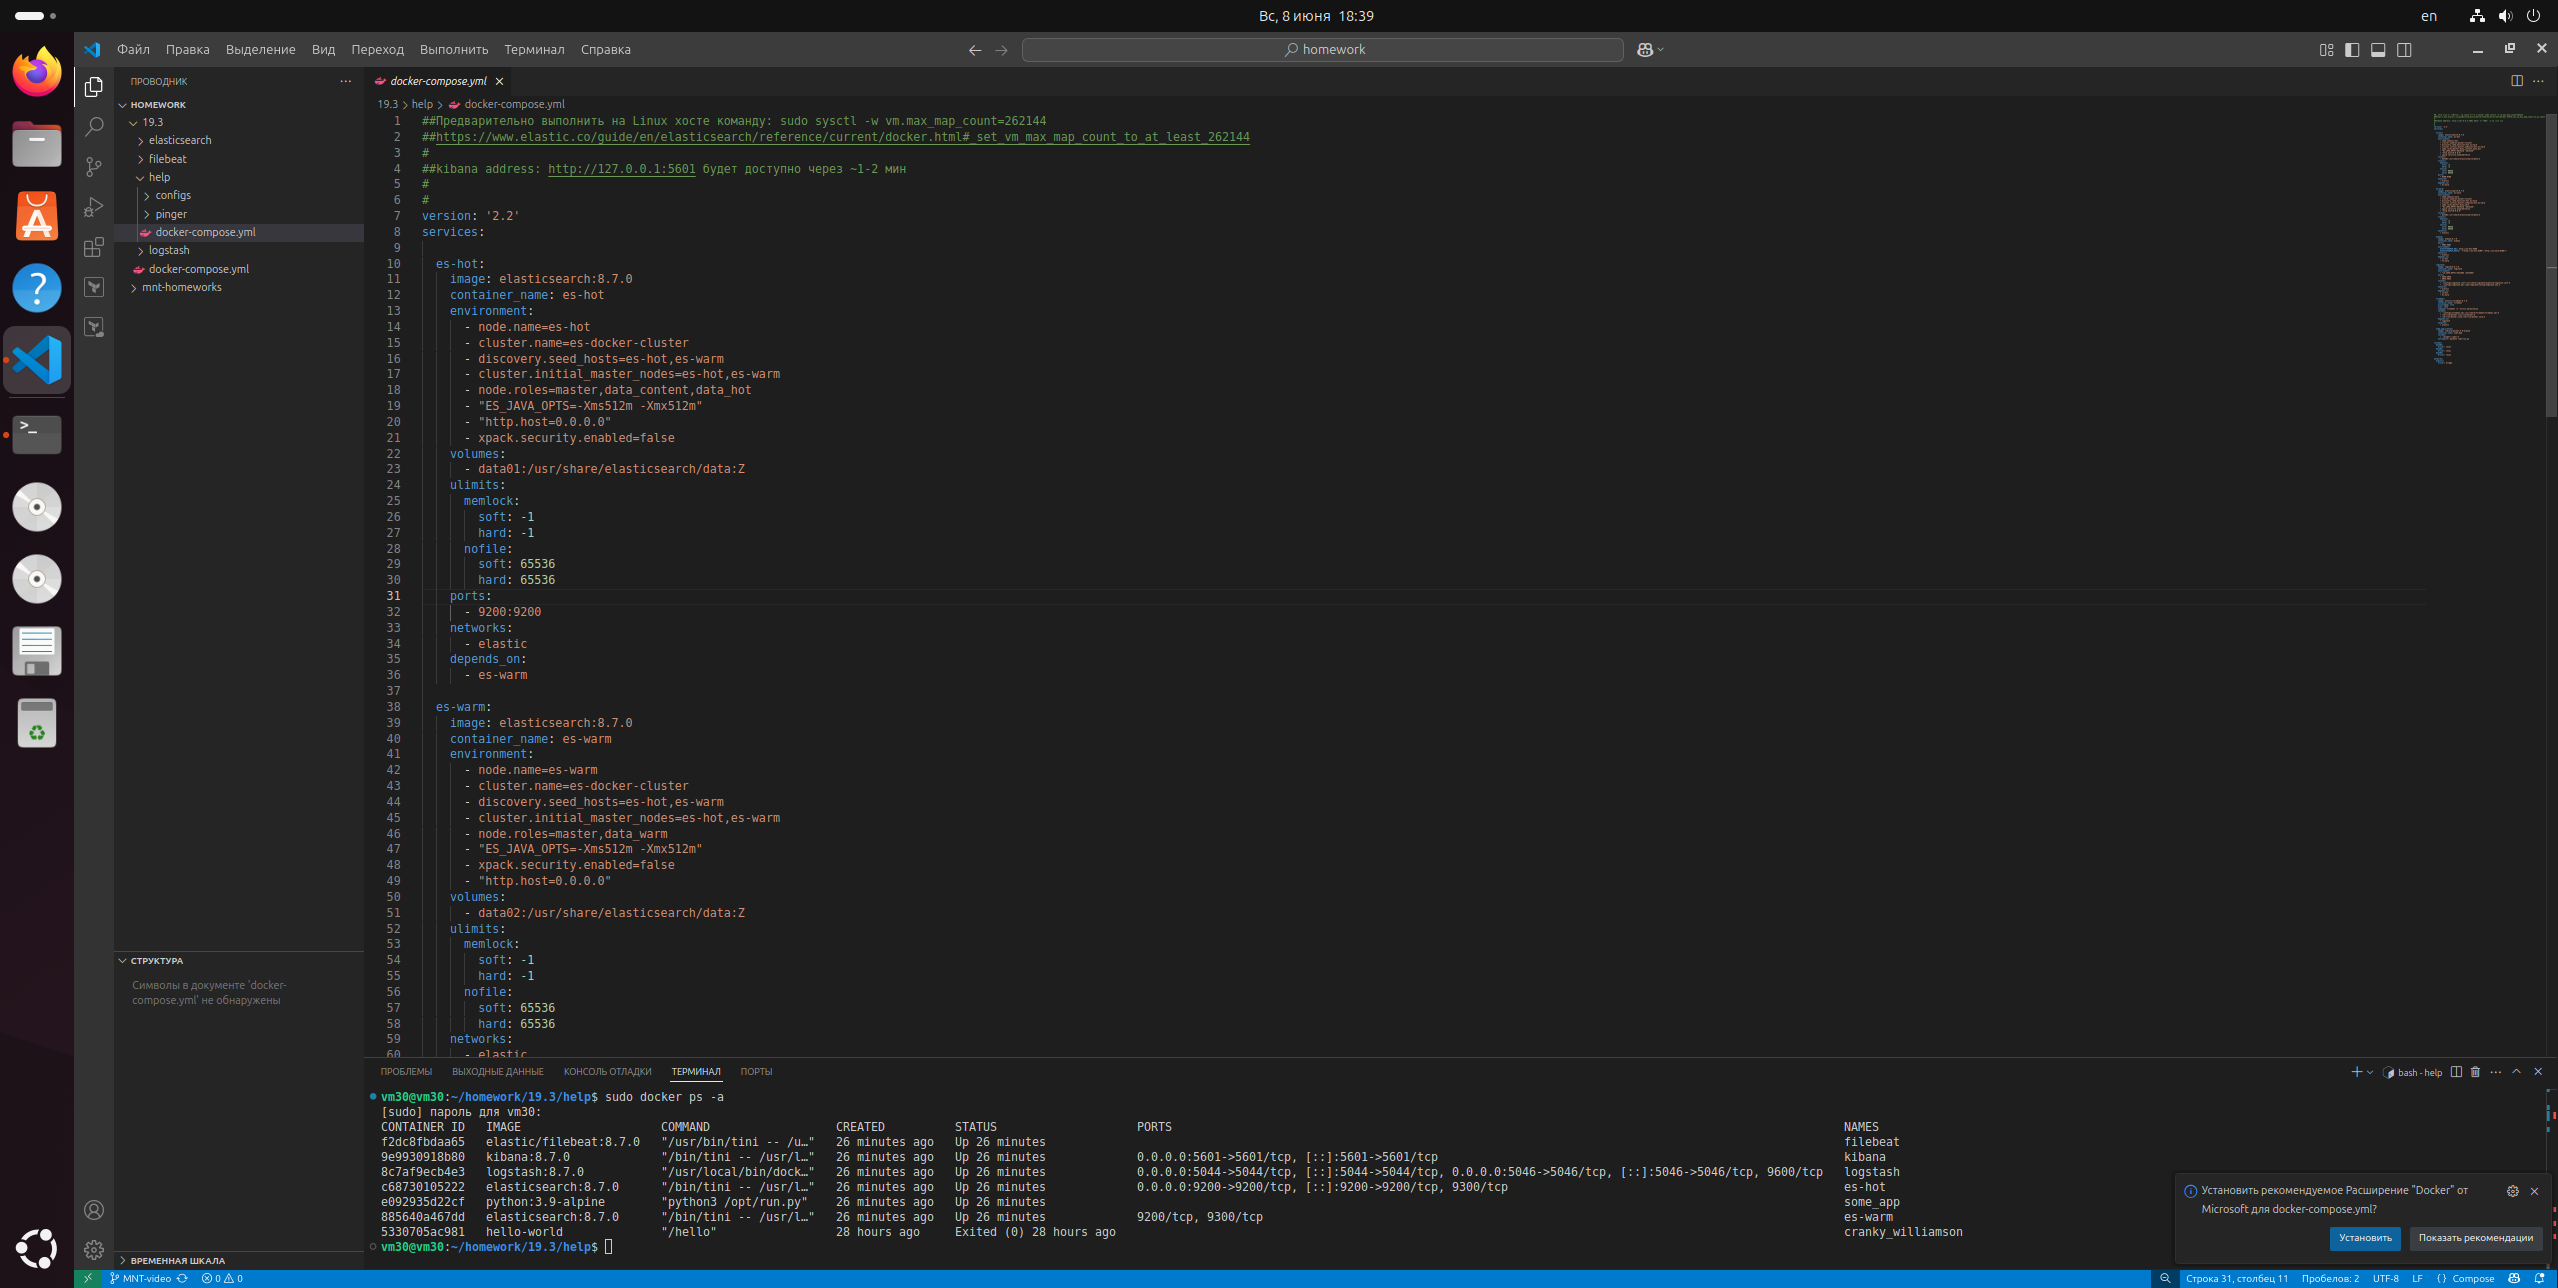 Вс, 8 июня 18:39
en
Файл Правка Выделение Вид Переход Выполнить Терминал Справка
homework
ПРОВОДНИК
HOMEWORK
19.3
elasticsearch
filebeat
help
configs
pinger
docker-compose.yml
logstash
docker-compose.yml
mnt-homeworks
СТРУКТУРА
Символы в документе 'docker-
compose.yml' не обнаружены
ВРЕМЕННАЯ ШКАЛА
docker-compose.yml
19.3 > help > docker-compose.yml
1 ##Предварительно выполнить на Linux хосте команду: sudo sysctl -w vm.max_map_count=262144
2 ##https://www.elastic.co/guide/en/elasticsearch/reference/current/docker.html#_set_vm_max_map_count_to_at_least_262144
3 #
4 ##kibana address: http://127.0.0.1:5601 будет доступно через ~1-2 мин
5 #
6 #
7 version: '2.2'
8 services:
9
10 es-hot:
11 image: elasticsearch:8.7.0
12 container_name: es-hot
13 environment:
14 - node.name=es-hot
15 - cluster.name=es-docker-cluster
16 - discovery.seed_hosts=es-hot,es-warm
17 - cluster.initial_master_nodes=es-hot,es-warm
18 - node.roles=master,data_content,data_hot
19 - "ES_JAVA_OPTS=-Xms512m -Xmx512m"
20 - "http.host=0.0.0.0"
21 - xpack.security.enabled=false
22 volumes:
23 - data01:/usr/share/elasticsearch/data:Z
24 ulimits:
25 memlock:
26 soft: -1
27 hard: -1
28 nofile:
29 soft: 65536
30 hard: 65536
31 ports:
32 - 9200:9200
33 networks:
34 - elastic
35 depends_on:
36 - es-warm
37
38 es-warm:
39 image: elasticsearch:8.7.0
40 container_name: es-warm
41 environment:
42 - node.name=es-warm
43 - cluster.name=es-docker-cluster
44 - discovery.seed_hosts=es-hot,es-warm
45 - cluster.initial_master_nodes=es-hot,es-warm
46 - node.roles=master,data_warm
47 - "ES_JAVA_OPTS=-Xms512m -Xmx512m"
48 - xpack.security.enabled=false
49 - "http.host=0.0.0.0"
50 volumes:
51 - data02:/usr/share/elasticsearch/data:Z
52 ulimits:
53 memlock:
54 soft: -1
55 hard: -1
56 nofile:
57 soft: 65536
58 hard: 65536
59 networks:
60 - elastic
ПРОБЛЕМЫ ВЫХОДНЫЕ ДАННЫЕ КОНСОЛЬ ОТЛАДКИ ТЕРМИНАЛ ПОРТЫ
bash - help
vm30@vm30:~/homework/19.3/help$ sudo docker ps -a
[sudo] пароль для vm30:
CONTAINER ID IMAGE COMMAND CREATED STATUS PORTS NAMES
f2dc8fbdaa65 elastic/filebeat:8.7.0 "/usr/bin/tini -- /u…" 26 minutes ago Up 26 minutes filebeat
9e9930918b80 kibana:8.7.0 "/bin/tini -- /usr/l…" 26 minutes ago Up 26 minutes 0.0.0.0:5601->5601/tcp, [::]:5601->5601/tcp kibana
8c7af9ecb4e3 logstash:8.7.0 "/usr/local/bin/dock…" 26 minutes ago Up 26 minutes 0.0.0.0:5044->5044/tcp, [::]:5044->5044/tcp, 0.0.0.0:5046->5046/tcp, [::]:5046->5046/tcp, 9600/tcp logstash
c68730105222 elasticsearch:8.7.0 "/bin/tini -- /usr/l…" 26 minutes ago Up 26 minutes 0.0.0.0:9200->9200/tcp, [::]:9200->9200/tcp, 9300/tcp es-hot
e092935d22cf python:3.9-alpine "python3 /opt/run.py" 26 minutes ago Up 26 minutes some_app
885640a467dd elasticsearch:8.7.0 "/bin/tini -- /usr/l…" 26 minutes ago Up 26 minutes 9200/tcp, 9300/tcp es-warm
5330705ac981 hello-world "/hello" 28 hours ago Exited (0) 28 hours ago cranky_williamson
vm30@vm30:~/homework/19.3/help$
Установить рекомендуемое Расширение "Docker" от
Microsoft для docker-compose.yml?
Установить Показать рекомендации
MNT-video 0 0
Строка 31, столбец 11 Пробелов: 2 UTF-8 LF {} Compose